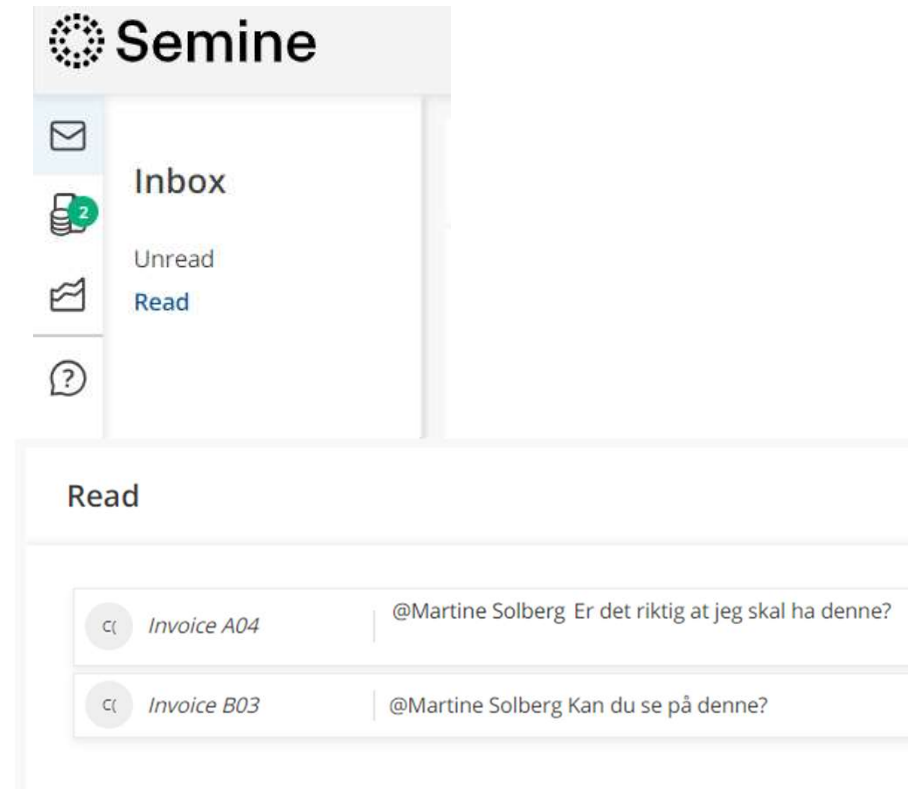 Semine
Inbox
2
Unread
Read
?
Read
C( Invoice A04 @Martine Solberg Er det riktig at jeg skal ha denne?
C( Invoice B03 @Martine Solberg Kan du se på denne?